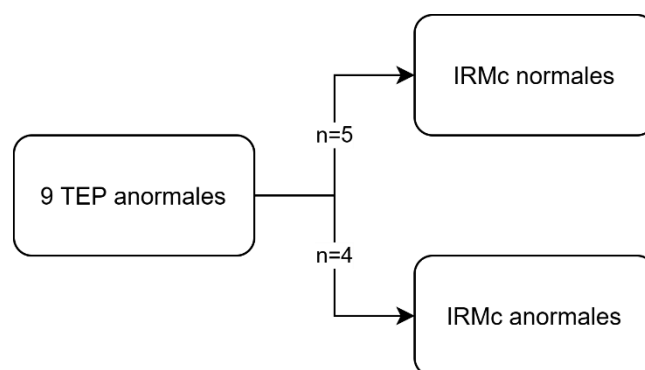 IRMc normales
n=5
9 TEP anormales
n=4
IRMc anormales